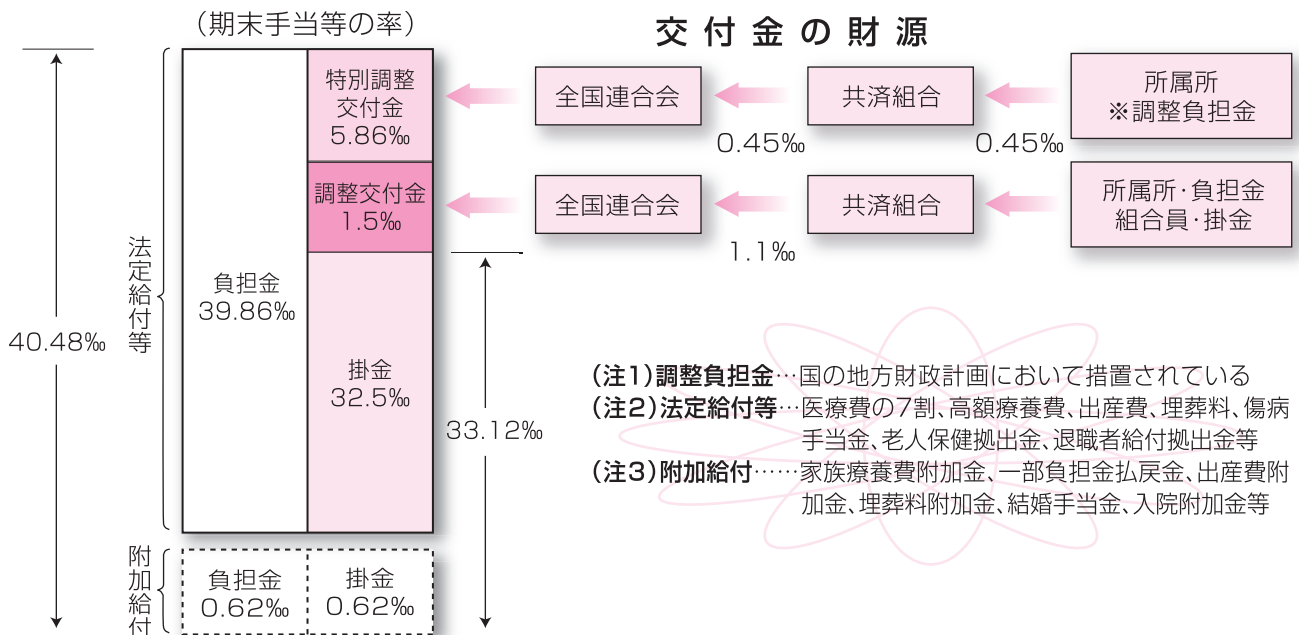 (期末手当等の率)
交付金の財源
特別調整
交付金
5.86‰
全国連合会
0.45‰
共済組合
0.45‰
所属所
※調整負担金
調整交付金
1.5‰
全国連合会
1.1‰
共済組合
所属所・負担金
組合員・掛金
法定給付等
負担金
39.86‰
40.48‰
掛金
32.5‰
33.12‰
(注1)調整負担金…国の地方財政計画において措置されている
(注2)法定給付等…医療費の7割、高額療養費、出産費、埋葬料、傷病
手当金、老人保健拠出金、退職者給付拠出金等
(注3)附加給付……家族療養費附加金、一部負担金払戻金、出産費附
加金、埋葬料附加金、結婚手当金、入院附加金等
附加給付
負担金
0.62‰
掛金
0.62‰